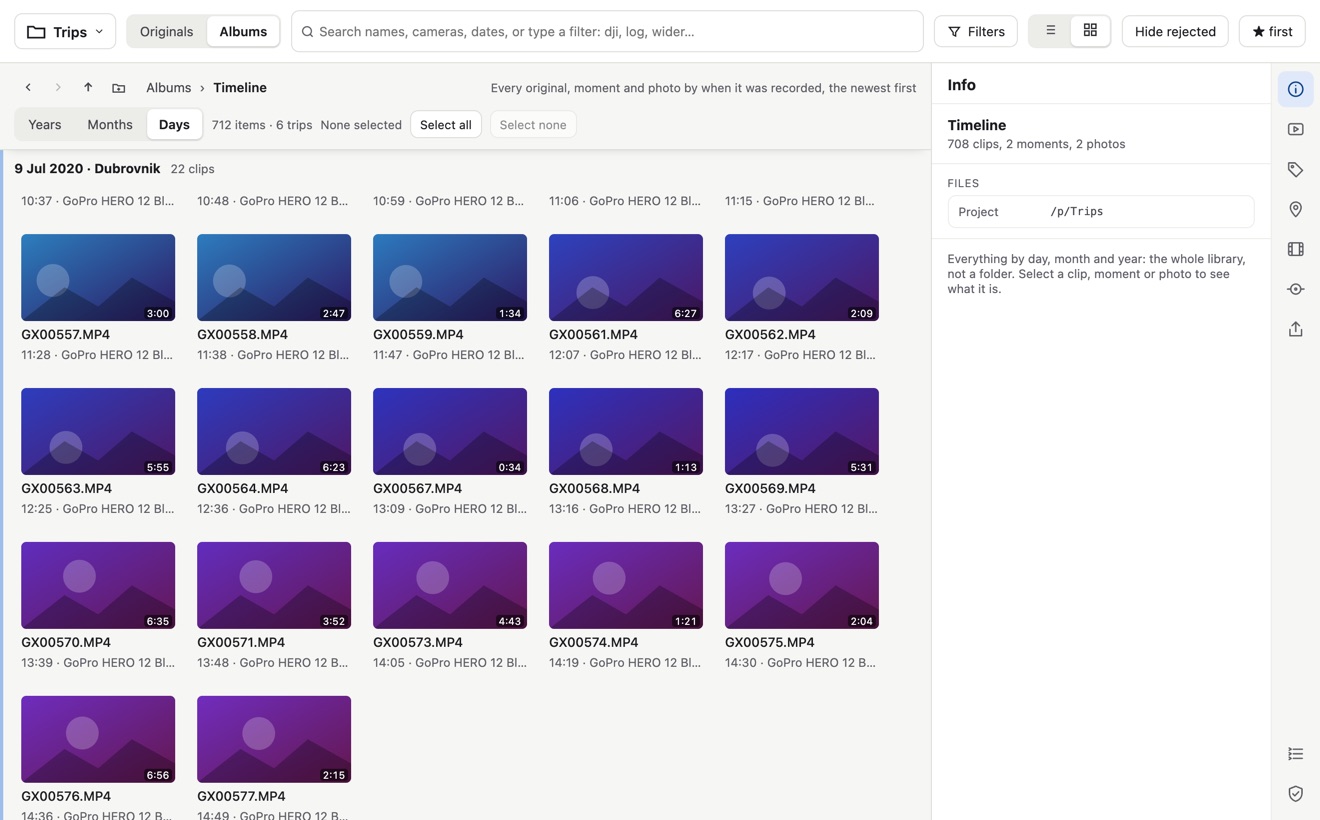 Trips
Originals
Albums
Search names, cameras, dates, or type a filter: dji, log, wider...
Filters
Hide rejected
★ first
Albums › Timeline
Every original, moment and photo by when it was recorded, the newest first
Years
Months
Days
712 items · 6 trips
None selected
Select all
Select none
9 Jul 2020 · Dubrovnik 22 clips
10:37 · GoPro HERO 12 Bl...
10:48 · GoPro HERO 12 B...
10:59 · GoPro HERO 12 B...
11:06 · GoPro HERO 12 Bl...
11:15 · GoPro HERO 12 Bl...
3:00
2:47
1:34
6:27
2:09
GX00557.MP4
GX00558.MP4
GX00559.MP4
GX00561.MP4
GX00562.MP4
11:28 · GoPro HERO 12 Bl...
11:38 · GoPro HERO 12 Bl...
11:47 · GoPro HERO 12 Bl...
12:07 · GoPro HERO 12 Bl...
12:17 · GoPro HERO 12 Bl...
5:55
6:23
0:34
1:13
5:31
GX00563.MP4
GX00564.MP4
GX00567.MP4
GX00568.MP4
GX00569.MP4
12:25 · GoPro HERO 12 Bl...
12:36 · GoPro HERO 12 B...
13:09 · GoPro HERO 12 B...
13:16 · GoPro HERO 12 Bl...
13:27 · GoPro HERO 12 Bl...
6:35
3:52
4:43
1:21
2:04
GX00570.MP4
GX00571.MP4
GX00573.MP4
GX00574.MP4
GX00575.MP4
13:39 · GoPro HERO 12 Bl...
13:48 · GoPro HERO 12 B...
14:05 · GoPro HERO 12 Bl...
14:19 · GoPro HERO 12 Bl...
14:30 · GoPro HERO 12 B...
6:56
2:15
GX00576.MP4
GX00577.MP4
14:36 · GoPro HERO 12 B...
14:49 · GoPro HERO 12 B...
Info
Timeline
708 clips, 2 moments, 2 photos
FILES
Project /p/Trips
Everything by day, month and year: the whole library,
not a folder. Select a clip, moment or photo to see
what it is.